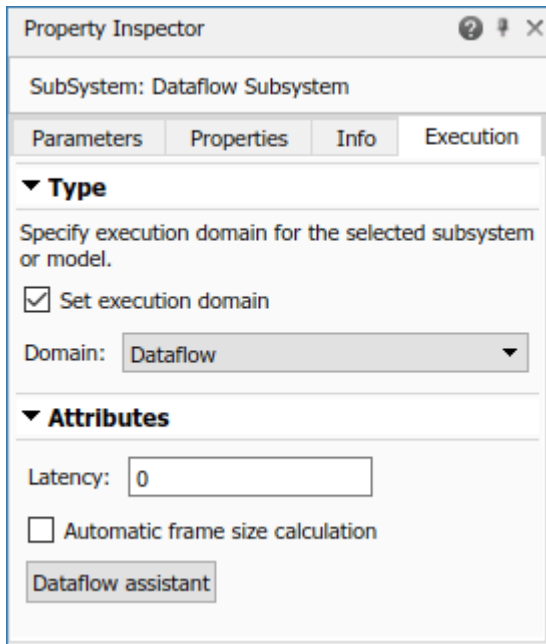 Property Inspector
SubSystem: Dataflow Subsystem
Parameters Properties Info Execution
Type
Specify execution domain for the selected subsystem
or model.
Set execution domain
Domain: Dataflow
Attributes
Latency: 0
Automatic frame size calculation
Dataflow assistant